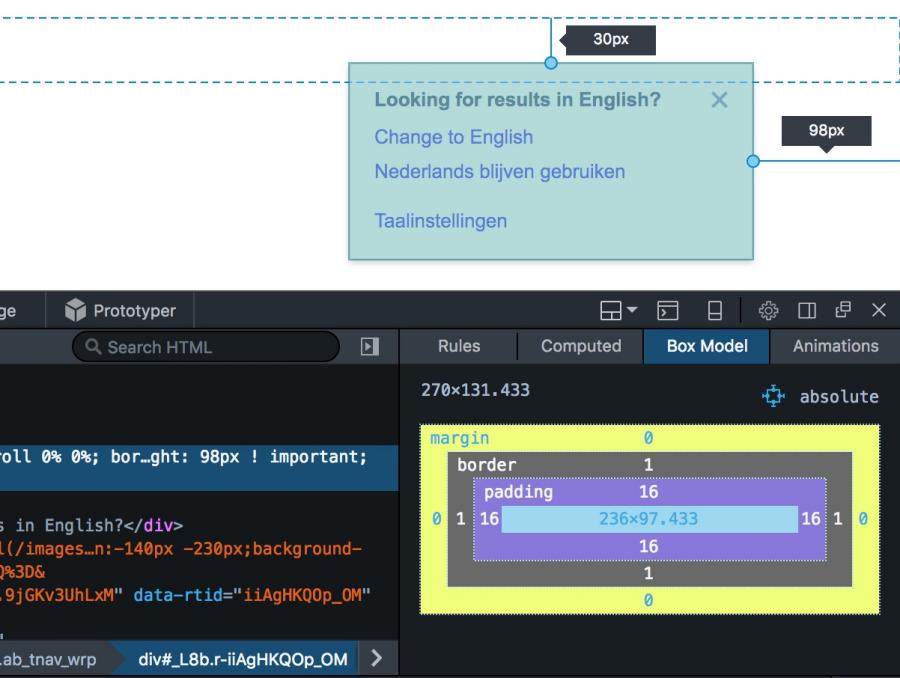 30px
Looking for results in English?
98px
Change to English
Nederlands blijven gebruiken
Taalinstellingen
ge
Prototyper
Search HTML
Rules
Computed
Box Model
Animations
270×131.433
absolute
margin 0
border 1
padding 16
0 1 16 236×97.433 16 1 0
16
1
0
roll 0% 0%; bor…ght: 98px ! important;
s in English?</div>
l(/images…n:-140px -230px;background-
Q%3D&
.9jGKv3UhLxM" data-rtid="iiAgHKQOp_OM"
"
.ab_tnav_wrp
div#_L8b.r-iiAgHKQOp_OM